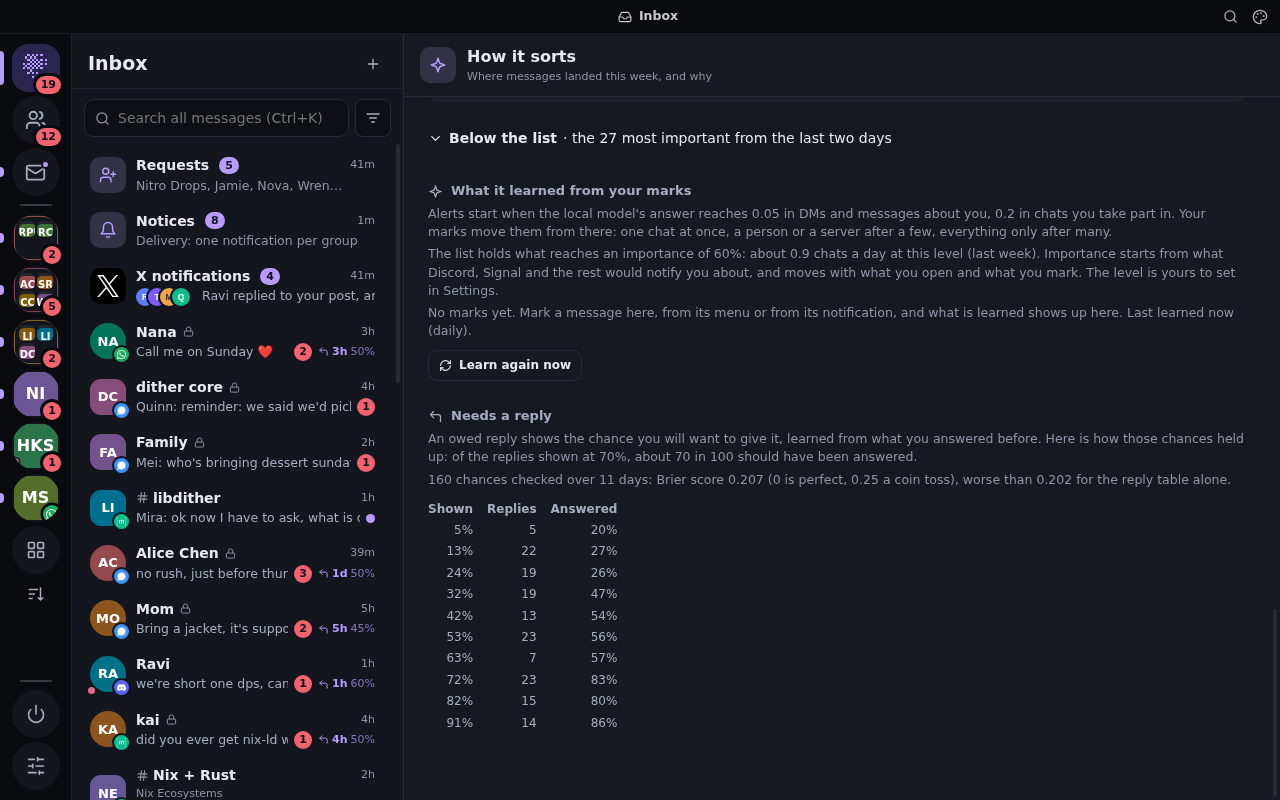 Inbox
19
12
RP RC
2
AC SR
CC
5
LI LI
DC
2
NI
1
HKS
1
MS
Inbox
Search all messages (Ctrl+K)
Requests 5 41m
Nitro Drops, Jamie, Nova, Wren…
Notices 8 1m
Delivery: one notification per group
X notifications 4 41m
Q Ravi replied to your post, ar
NA Nana 3h
Call me on Sunday ❤️ 2 3h 50%
DC dither core 4h
Quinn: reminder: we said we'd picl 1
FA Family 2h
Mei: who's bringing dessert sunda 1
LI # libdither 1h
Mira: ok now I have to ask, what is c
AC Alice Chen 39m
no rush, just before thur 3 1d 50%
MO Mom 5h
Bring a jacket, it's suppo 2 5h 45%
RA Ravi 1h
we're short one dps, can 1 1h 60%
KA kai 4h
did you ever get nix-ld w 1 4h 50%
NE # Nix + Rust 2h
Nix Ecosystems
How it sorts
Where messages landed this week, and why
Below the list · the 27 most important from the last two days
What it learned from your marks
Alerts start when the local model's answer reaches 0.05 in DMs and messages about you, 0.2 in chats you take part in. Your
marks move them from there: one chat at once, a person or a server after a few, everything only after many.
The list holds what reaches an importance of 60%: about 0.9 chats a day at this level (last week). Importance starts from what
Discord, Signal and the rest would notify you about, and moves with what you open and what you mark. The level is yours to set
in Settings.
No marks yet. Mark a message here, from its menu or from its notification, and what is learned shows up here. Last learned now
(daily).
Learn again now
Needs a reply
An owed reply shows the chance you will want to give it, learned from what you answered before. Here is how those chances held
up: of the replies shown at 70%, about 70 in 100 should have been answered.
160 chances checked over 11 days: Brier score 0.207 (0 is perfect, 0.25 a coin toss), worse than 0.202 for the reply table alone.
Shown Replies Answered
5% 5 20%
13% 22 27%
24% 19 26%
32% 19 47%
42% 13 54%
53% 23 56%
63% 7 57%
72% 23 83%
82% 15 80%
91% 14 86%